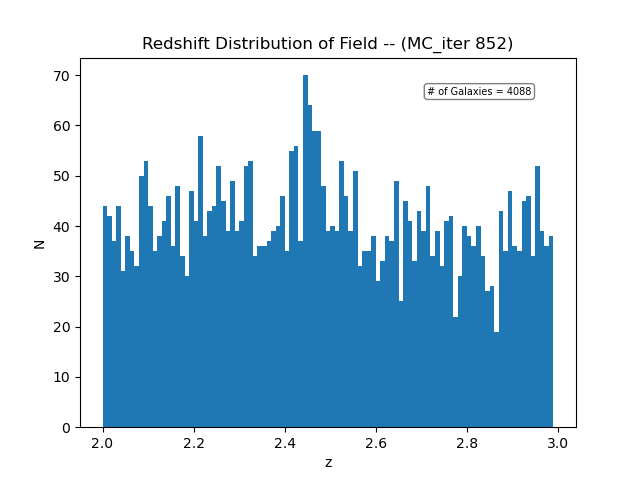 Redshift Distribution of Field -- (MC_iter 852)
# of Galaxies = 4088
70
60
50
40
30
20
10
0
N
2.0 2.2 2.4 2.6 2.8 3.0
z